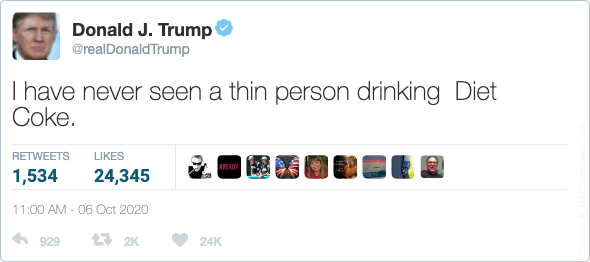 Donald J. Trump
@realDonaldTrump
I have never seen a thin person drinking  Diet
Coke.
RETWEETS LIKES
1,534 24,345
11:00 AM - 06 Oct 2020
929 2K 24K